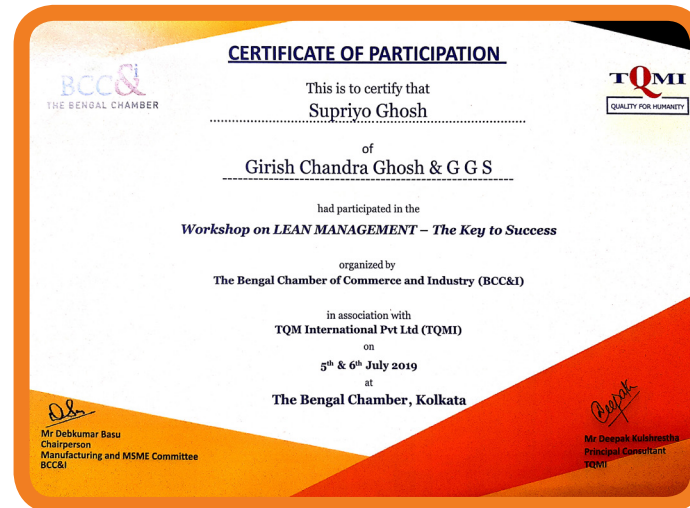 CERTIFICATE OF PARTICIPATION
BCC&i
THE BENGAL CHAMBER
TQMI
QUALITY FOR HUMANITY
This is to certify that
Supriyo Ghosh
of
Girish Chandra Ghosh & G G S
had participated in the
Workshop on LEAN MANAGEMENT – The Key to Success
organized by
The Bengal Chamber of Commerce and Industry (BCC&I)
in association with
TQM International Pvt Ltd (TQMI)
on
5th & 6th July 2019
at
The Bengal Chamber, Kolkata
Mr Debkumar Basu
Chairperson
Manufacturing and MSME Committee
BCC&I
Deepak
Mr Deepak Kulshrestha
Principal Consultant
TQMI